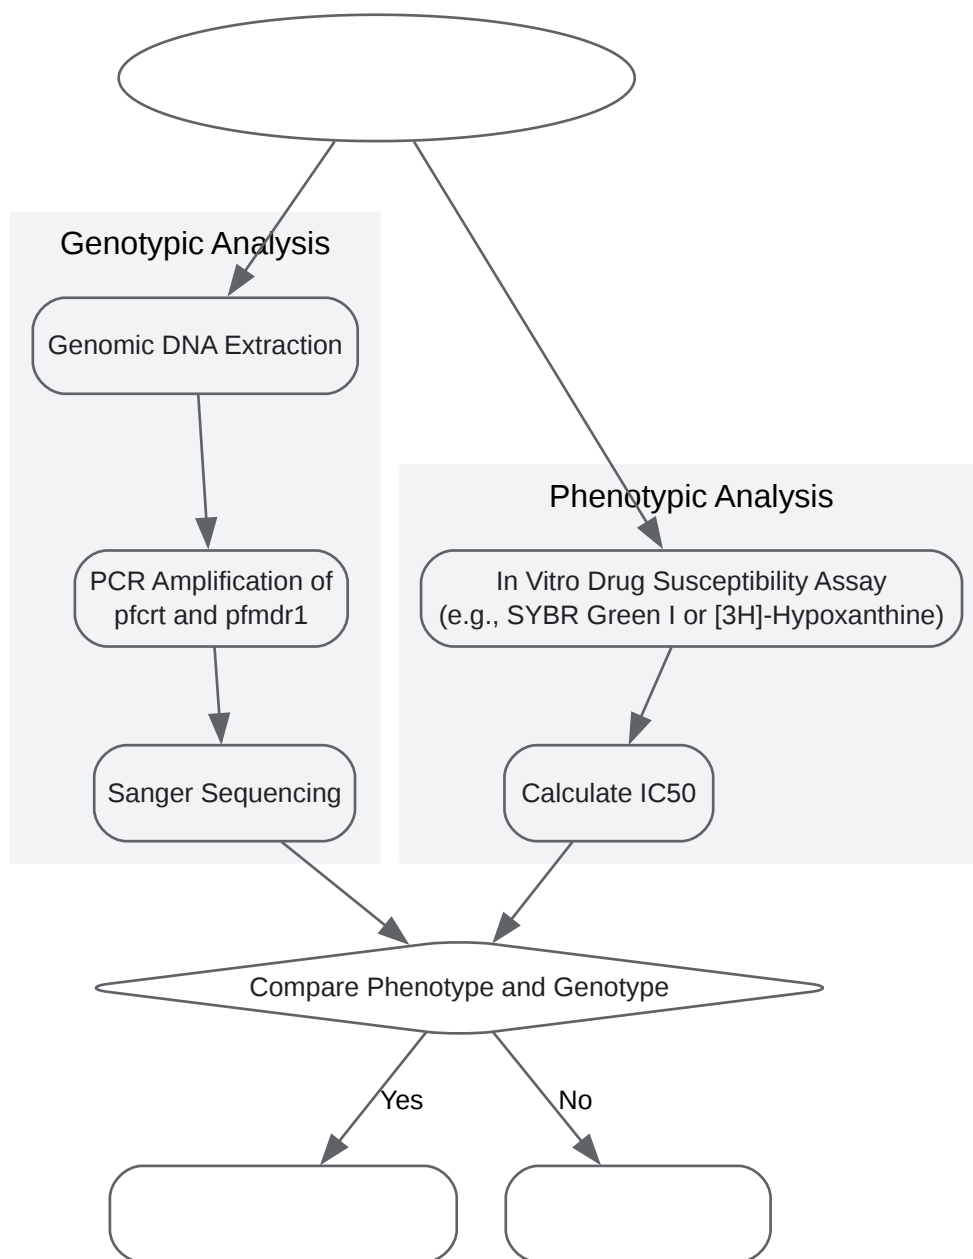 Genotypic Analysis
Genomic DNA Extraction
PCR Amplification of
pfcrt and pfmdr1
Sanger Sequencing
Phenotypic Analysis
In Vitro Drug Susceptibility Assay
(e.g., SYBR Green I or [3H]-Hypoxanthine)
Calculate IC50
Compare Phenotype and Genotype
Yes
No